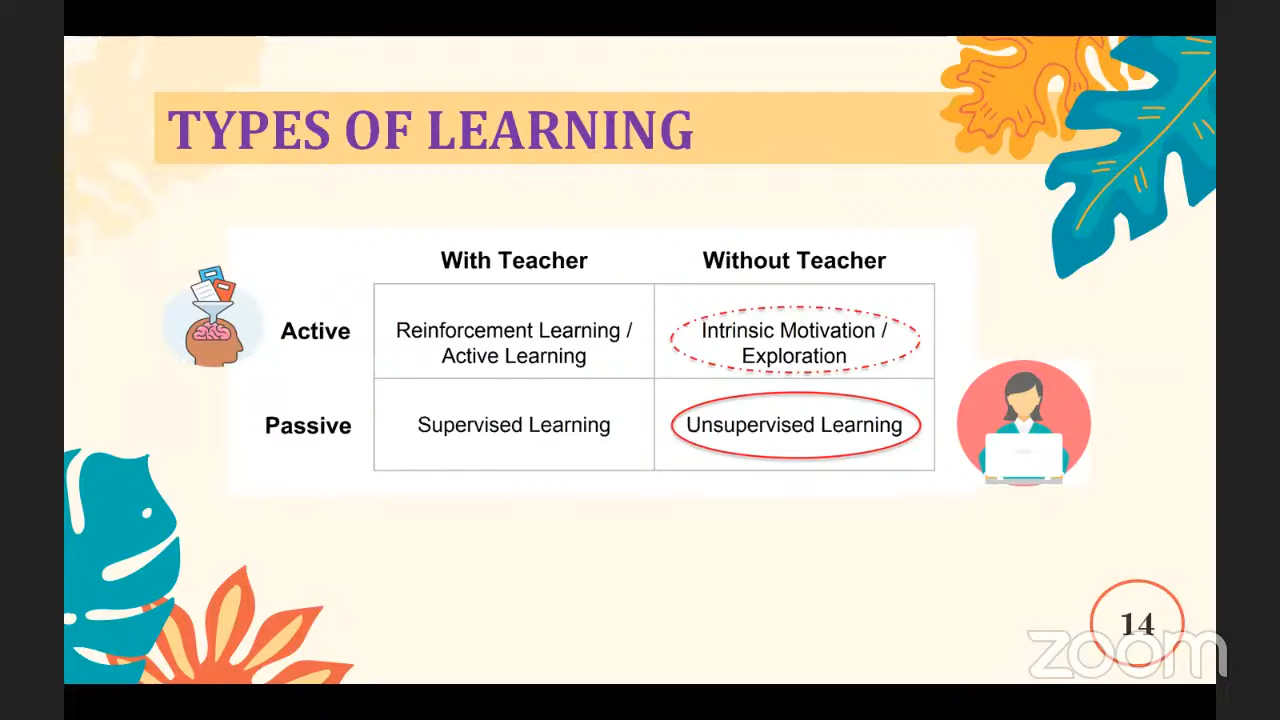 TYPES OF LEARNING
With Teacher Without Teacher
Active Reinforcement Learning / Intrinsic Motivation /
Active Learning Exploration
Passive Supervised Learning Unsupervised Learning
14
zoom